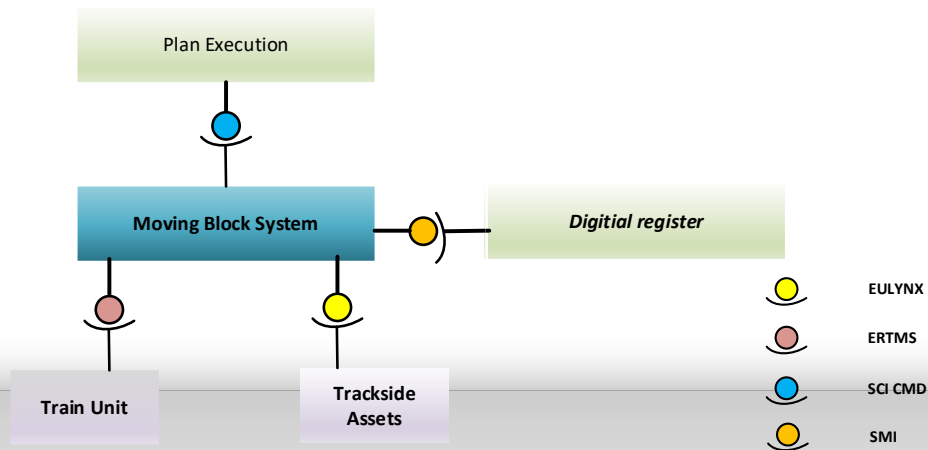 Plan Execution
Moving Block System
Digitial register
EULYNX
ERTMS
Train Unit
Trackside
Assets
SCI CMD
SMI